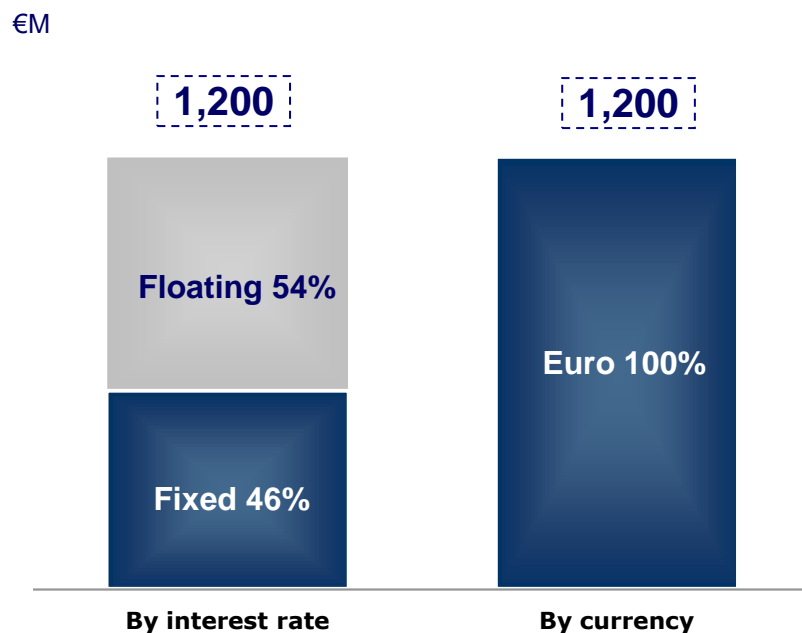 €M
1,200
1,200
Floating 54%
Euro 100%
Fixed 46%
By interest rate
By currency